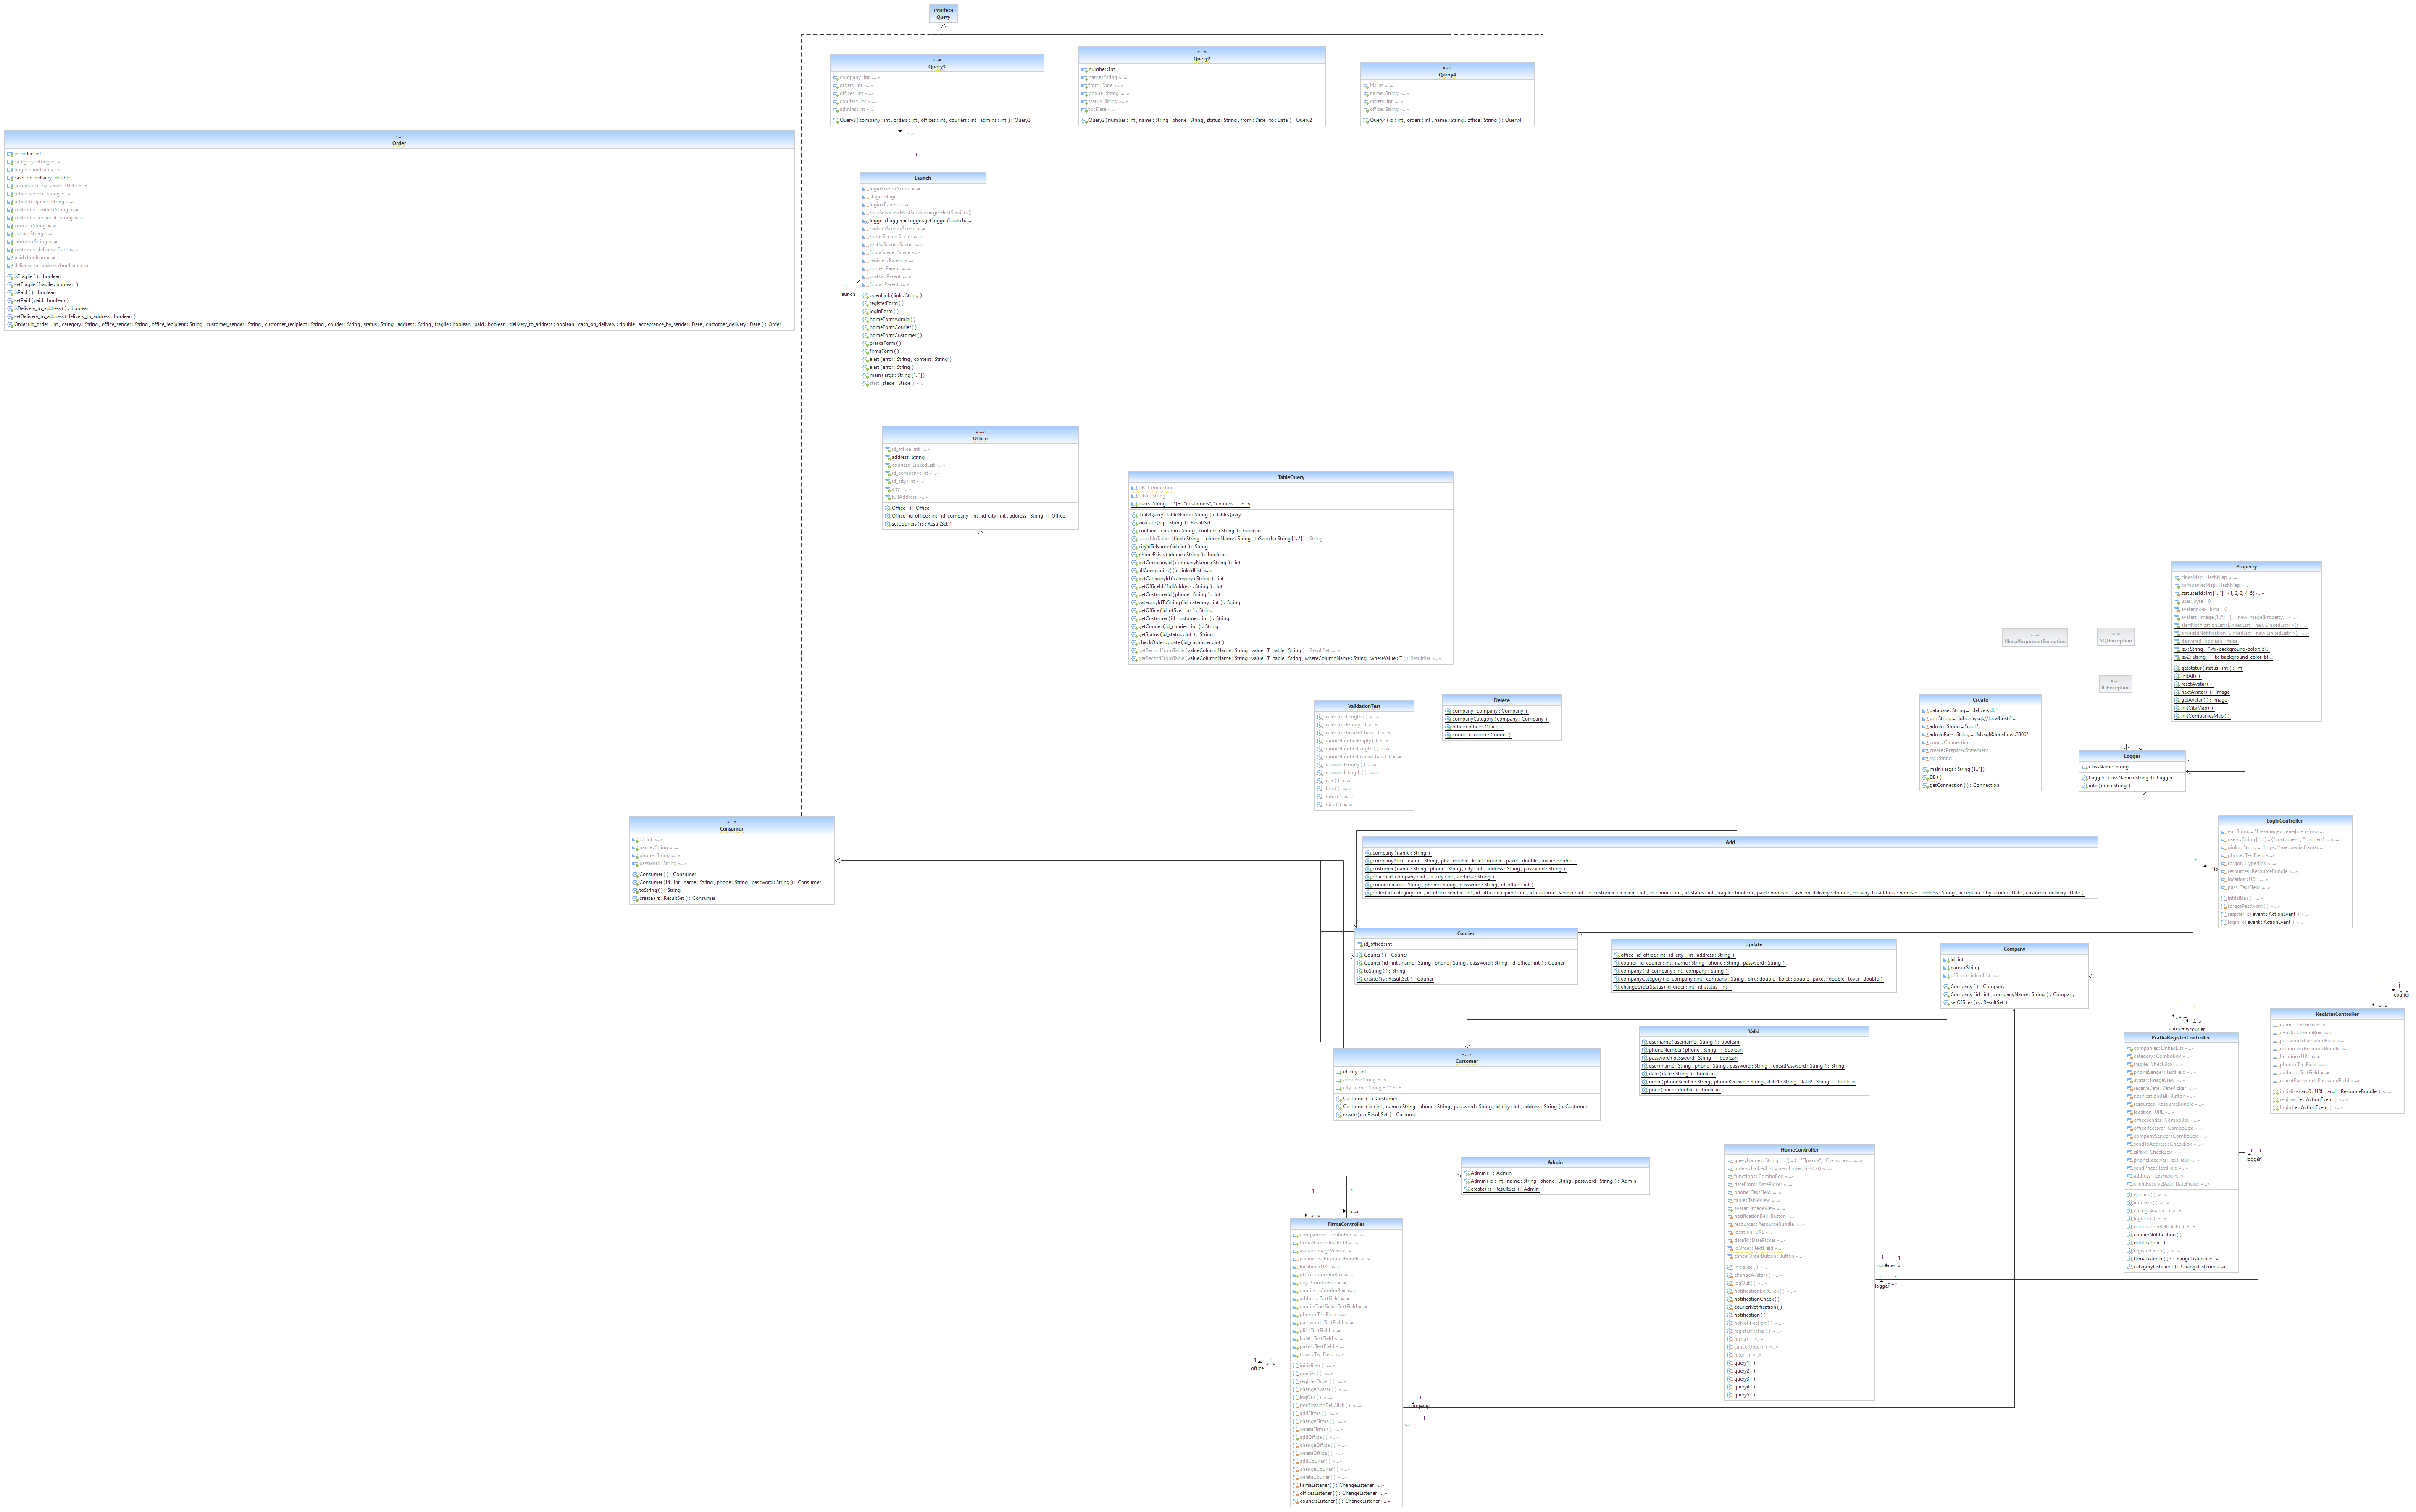 «interface»
Query
«...»
Query3
company : int «...»
orders : int «...»
offices : int «...»
couriers : int «...»
admins : int «...»
Query3 ( company : int , orders : int , offices : int , couriers : int , admins : int ) : Query3
«...»
Query2
number : int
name : String «...»
from : Date «...»
phone : String «...»
status : String «...»
to : Date «...»
Query2 ( number : int , name : String , phone : String , status : String , from : Date , to : Date ) : Query2
«...»
Query4
id : int «...»
name : String «...»
orders : int «...»
office : String «...»
Query4 ( id : int , orders : int , name : String , office : String ) : Query4
«...»
Order
id_order : int
category : String «...»
fragile : boolean «...»
cash_on_delivery : double
acceptance_by_sender : Date «...»
office_sender : String «...»
office_recipient : String «...»
customer_sender : String «...»
customer_recipient : String «...»
courier : String «...»
status : String «...»
address : String «...»
customer_delivery : Date «...»
paid : boolean «...»
delivery_to_address : boolean «...»
isFragile ( ) : boolean
setFragile ( fragile : boolean )
isPaid ( ) : boolean
setPaid ( paid : boolean )
isDelivery_to_address ( ) : boolean
setDelivery_to_address ( delivery_to_address : boolean )
Order ( id_order : int , category : String , office_sender : String , office_recipient : String , customer_sender : String , customer_recipient : String , courier : String , status : String , address : String , fragile : boolean , paid : boolean , delivery_to_address : boolean , cash_on_delivery : double , acceptance_by_sender : Date , customer_delivery : Date ) : Order
«...»
1
1
launch
Launch
loginScene : Scene «...»
stage : Stage
login : Parent «...»
hostServices : HostServices = getHostServices()
logger : Logger = Logger.getLogger(Launch.c...
registerScene : Scene «...»
homeScene : Scene «...»
pratkaScene : Scene «...»
firmaScene : Scene «...»
register : Parent «...»
home : Parent «...»
pratka : Parent «...»
firma : Parent «...»
openLink ( link : String )
registerForm ( )
loginForm ( )
homeFormAdmin ( )
homeFormCourier ( )
homeFormCustomer ( )
pratkaForm ( )
firmaForm ( )
alert ( error : String , content : String )
alert ( error : String )
main ( args : String [1..*] )
start ( stage : Stage ) «...»
«...»
Office
id_office : int «...»
address : String
couriers : LinkedList «...»
id_company : int «...»
id_city : int «...»
city «...»
fullAddress «...»
Office ( ) : Office
Office ( id_office : int , id_company : int , id_city : int , address : String ) : Office
setCouriers ( rs : ResultSet )
TableQuery
DB : Connection
table : String
users : String [1..*] = {"customers", "couriers",...«...»
TableQuery ( tableName : String ) : TableQuery
execute ( sql : String ) : ResultSet
contains ( column : String , contains : String ) : boolean
searchInTables ( find : String , columnName : String , toSearch : String [1..*] ) : String
cityIdToName ( id : int ) : String
phoneExists ( phone : String ) : boolean
getCompanyId ( companyName : String ) : int
allCompanies ( ) : LinkedList «...»
getCategoryId ( category : String ) : int
getOfficeId ( fullAddress : String ) : int
getCustomerId ( phone : String ) : int
categoryIdToString ( id_category : int ) : String
getOffice ( id_office : int ) : String
getCustomer ( id_customer : int ) : String
getCourier ( id_courier : int ) : String
getStatus ( id_status : int ) : String
checkOrderUpdate ( id_customer : int )
getRecordFromTable ( valueColumnName : String , value : T , table : String ) : ResultSet «...»
getRecordFromTable ( valueColumnName : String , value : T , table : String , whereColumnName : String , whereValue : T ) : ResultSet «...»
Property
citiesMap : HashMap «...»
companiesMap : HashMap «...»
statusesId : int [1..*] = {1, 2, 3, 4, 5}«...»
user : byte = 0
avatarIndex : byte = 0
avatars : Image [1..*] = { new Image(Property....«...»
alertNotificationList : LinkedList = new LinkedList<>() «...»
ordersIdNotification : LinkedList = new LinkedList<>() «...»
delivered : boolean = false
izv : String = "-fx-background-color: bl...
izv2 : String = "-fx-background-color: bl...
getStatus ( status : int ) : int
initAll ( )
resetAvatar ( )
nextAvatar ( ) : Image
getAvatar ( ) : Image
initCityMap ( )
initCompaniesMap ( )
«...»
IllegalArgumentException
«...»
SQLException
«...»
IOException
ValidationTest
usernameLength ( ) «...»
usernameEmpty ( ) «...»
usernameInvalidChars ( ) «...»
phoneNumberEmpty ( ) «...»
phoneNumberLength ( ) «...»
phoneNumberInvalidChars ( ) «...»
passwordEmpty ( ) «...»
passwordLength ( ) «...»
user ( ) «...»
date ( ) «...»
order ( ) «...»
price ( ) «...»
Delete
company ( company : Company )
companyCategory ( company : Company )
office ( office : Office )
courier ( courier : Courier )
Create
database : String = "deliverydb"
url : String = "jdbc:mysql://localhost/"...
admin : String = "root"
adminPass : String = "Mysql@localhost:3306"
conn : Connection
create : PreparedStatement
sql : String
main ( args : String [1..*] )
DB ( )
getConnection ( ) : Connection
Logger
className : String
Logger ( className : String ) : Logger
info ( info : String )
«...»
Consumer
id : int «...»
name : String «...»
phone : String «...»
password : String «...»
Consumer ( ) : Consumer
Consumer ( id : int , name : String , phone : String , password : String ) : Consumer
toString ( ) : String
create ( rs : ResultSet ) : Consumer
Add
company ( name : String )
companyPrice ( name : String , plik : double , kolet : double , paket : double , tovar : double )
customer ( name : String , phone : String , city : int , address : String , password : String )
office ( id_company : int , id_city : int , address : String )
courier ( name : String , phone : String , password : String , id_office : int )
order ( id_category : int , id_office_sender : int , id_office_recipient : int , id_customer_sender : int , id_customer_recipient : int , id_courier : int , id_status : int , fragile : boolean , paid : boolean , cash_on_delivery : double , delivery_to_address : boolean , address : String , acceptance_by_sender : Date , customer_delivery : Date )
LoginController
users : String [1..*] = {"customers", "couriers",...«...»
phone : TextField «...»
forgot : Hyperlink «...»
resources : ResourceBundle «...»
location : URL «...»
pass : TextField «...»
initialize ( ) «...»
forgotPassword ( ) «...»
registerFx ( event : ActionEvent ) «...»
loginFx ( event : ActionEvent ) «...»
1
Courier
id_office : int
Courier ( ) : Courier
Courier ( id : int , name : String , phone : String , password : String , id_office : int ) : Courier
toString ( ) : String
create ( rs : ResultSet ) : Courier
Update
office ( id_office : int , id_city : int , address : String )
courier ( id_courier : int , name : String , phone : String , password : String )
company ( id_company : int , company : String )
companyCategory ( id_company : int , company : String , plik : double , kolet : double , paket : double , tovar : double )
changeOrderStatus ( id_order : int , id_status : int )
Company
id : int
name : String
offices : LinkedList «...»
Company ( ) : Company
Company ( id : int , companyName : String ) : Company
setOffices ( rs : ResultSet )
RegisterController
name : TextField «...»
cBox0 : ComboBox «...»
password : PasswordField «...»
resources : ResourceBundle «...»
location : URL «...»
phone : TextField «...»
address : TextField «...»
repeatPassword : PasswordField «...»
initialize ( arg0 : URL , arg1 : ResourceBundle ) «...»
register ( e : ActionEvent ) «...»
login ( e : ActionEvent ) «...»
1
courier
«...»
Valid
username ( username : String ) : boolean
phoneNumber ( phone : String ) : boolean
password ( password : String ) : boolean
user ( name : String , phone : String , password : String , repeatPassword : String ) : String
date ( date : String ) : boolean
order ( phoneSender : String , phoneReceiver : String , date1 : String , data2 : String ) : boolean
price ( price : double ) : boolean
PratkaRegisterController
companies : LinkedList «...»
category : ComboBox «...»
fragile : CheckBox «...»
phoneSender : TextField «...»
avatar : ImageView «...»
receiveDate : DatePicker «...»
notificationBell : Button «...»
resources : ResourceBundle «...»
location : URL «...»
officeSender : ComboBox «...»
officeReceiver : ComboBox «...»
companySender : ComboBox «...»
sendToAddress : CheckBox «...»
isPaid : CheckBox «...»
phoneReceiver : TextField «...»
sendPrice : TextField «...»
address : TextField «...»
clientReceiveDate : DatePicker «...»
queries ( ) «...»
initialize ( ) «...»
changeAvatar ( ) «...»
logOut ( ) «...»
notificationBellClick ( ) «...»
courierNotification ( )
notification ( )
registerOrder ( ) «...»
firmaListener ( ) : ChangeListener «...»
categoryListener ( ) : ChangeListener «...»
1
1
logger
«...»
Customer
id_city : int
address : String «...»
city_name : String = "" «...»
Customer ( ) : Customer
Customer ( id : int , name : String , phone : String , password : String , id_city : int , address : String ) : Customer
create ( rs : ResultSet ) : Customer
Admin
Admin ( ) : Admin
Admin ( id : int , name : String , phone : String , password : String ) : Admin
create ( rs : ResultSet ) : Admin
HomeController
queryNames : String [1..*] = { "Пратки", "Статус на ...«...»
orders : LinkedList = new LinkedList<>() «...»
functions : ComboBox «...»
dateFrom : DatePicker «...»
phone : TextField «...»
table : TableView «...»
avatar : ImageView «...»
notificationBell : Button «...»
resources : ResourceBundle «...»
location : URL «...»
dateTo : DatePicker «...»
idOrder : TextField «...»
cancelOrderButton : Button «...»
initialize ( ) «...»
changeAvatar ( ) «...»
logOut ( ) «...»
notificationBellClick ( ) «...»
notificationCheck ( )
courierNotification ( )
notification ( )
noNotification ( ) «...»
registerPratka ( ) «...»
firma ( ) «...»
cancelOrder ( ) «...»
filter ( ) «...»
query1 ( )
query2 ( )
query3 ( )
query4 ( )
query5 ( )
1
1
1
1
logger
1
«...»
1
«...»
FirmaController
companies : ComboBox «...»
firmaName : TextField «...»
avatar : ImageView «...»
resources : ResourceBundle «...»
location : URL «...»
offices : ComboBox «...»
city : ComboBox «...»
couriers : ComboBox «...»
address : TextField «...»
courierTextField : TextField «...»
phone : TextField «...»
password : TextField «...»
plik : TextField «...»
kolet : TextField «...»
paket : TextField «...»
tovar : TextField «...»
initialize ( ) «...»
queries ( ) «...»
registerOrder ( ) «...»
changeAvatar ( ) «...»
logOut ( ) «...»
notificationBellClick ( ) «...»
addFirma ( ) «...»
changeFirma ( ) «...»
deleteFirma ( ) «...»
addOffice ( ) «...»
changeOffice ( ) «...»
deleteOffice ( ) «...»
addCourier ( ) «...»
changeCourier ( ) «...»
deleteCourier ( ) «...»
firmaListener ( ) : ChangeListener «...»
officesListener ( ) : ChangeListener «...»
couriersListener ( ) : ChangeListener «...»
1
1
«...»
office
1 1
company
1
«...»